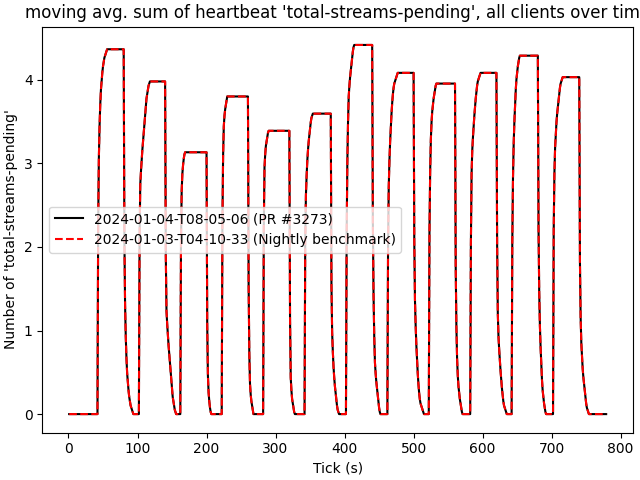 moving avg. sum of heartbeat 'total-streams-pending', all clients over tim
Number of 'total-streams-pending'
4
3
2
1
0
2024-01-04-T08-05-06 (PR #3273)
2024-01-03-T04-10-33 (Nightly benchmark)
0 100 200 300 400 500 600 700 800
Tick (s)